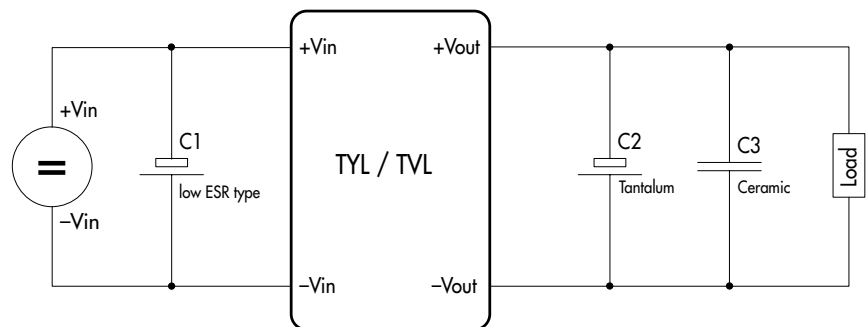 +Vin
+Vout
+Vin
C1
C2
C3
=
TYL / TVL
Load
low ESR type
Tantalum
Ceramic
–Vin
–Vin
–Vout